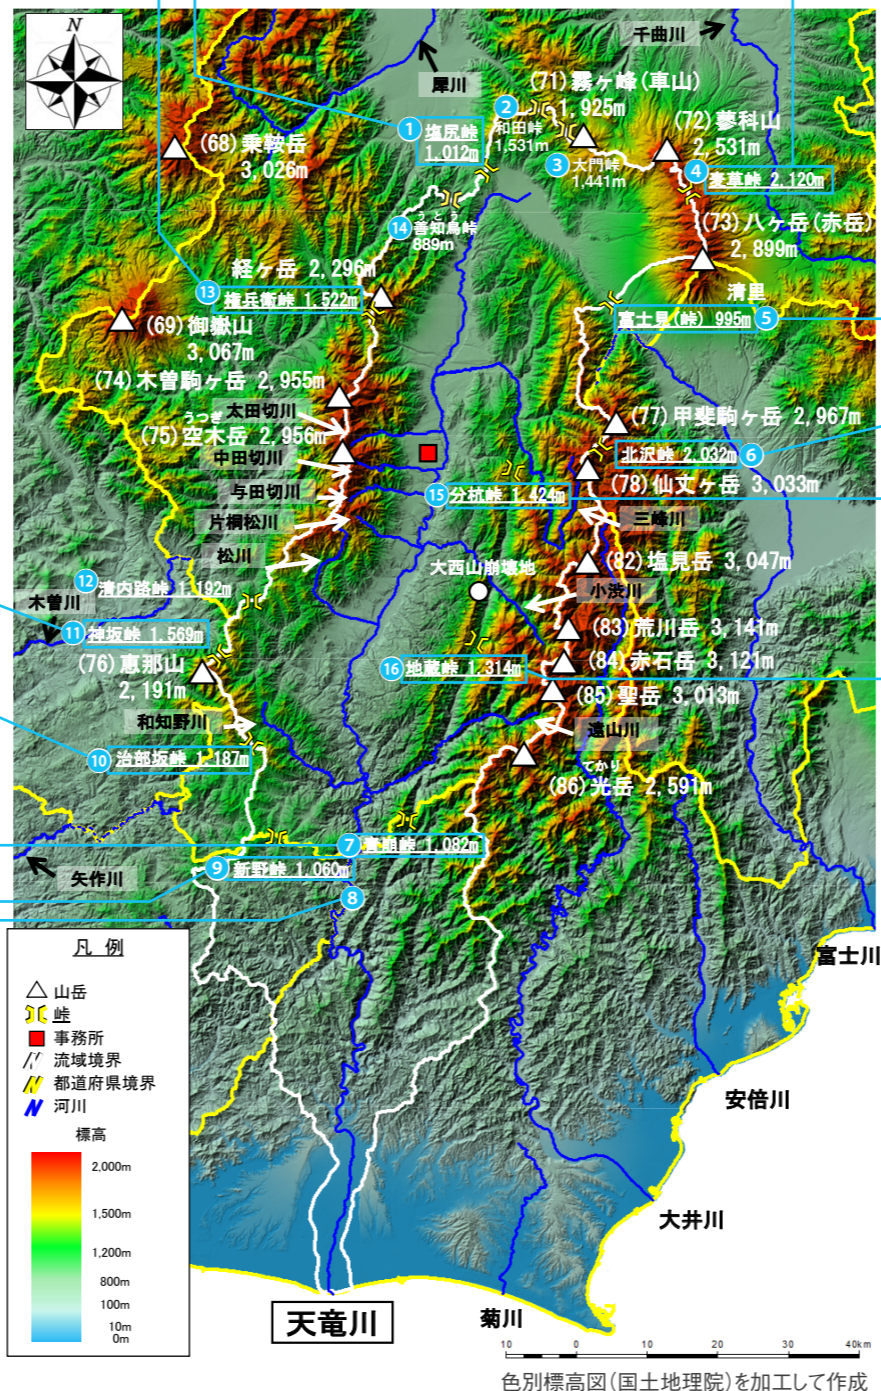 N
千曲川
犀川
(71)霧ヶ峰(車山)
1,925m
②
和田峠
1,531m
① 塩尻峠
1,012m
(72)蓼科山
2,531m
(68)乗鞍岳
3,026m
③ 大門峠
1,441m
④ 麦草峠 2.120m
うとう
⑭ 善知鳥峠
889m
(73)八ヶ岳(赤岳)
2,899m
経ヶ岳 2,296m
清里
⑬ 権兵衛峠 1.522m
富士見(峠) 995m ⑤
(69)御嶽山
3,067m
(74)木曽駒ヶ岳 2,955m
太田切川
うつぎ
(75)空木岳 2,956m
(77)甲斐駒ヶ岳 2,967m
中田切川
北沢峠 2.032m ⑥
与田切川
(78)仙丈ヶ岳 3,033m
⑮ 分杭峠 1.424m
片桐松川
三峰川
松川
(82)塩見岳 3,047m
大西山崩壊地
⑫ 清内路峠 1.192m
小渋川
木曽川
⑪ 神坂峠 1.569m
(83)荒川岳 3,141m
(76)恵那山
2,191m
⑯ 地蔵峠 1.314m
(84)赤石岳 3,121m
(85)聖岳 3,013m
和知野川
遠山川
⑩ 治部坂峠 1.187m
てかり
(86)光岳 2,591m
⑦ 青崩峠 1.082m
⑨ 新野峠 1.060m
矢作川
⑧
凡 例
山岳
峠
事務所
流域境界
都道府県境界
河川
標高
2,000m
1,500m
1,200m
800m
100m
10m
0m
富士川
安倍川
大井川
天竜川
菊川
10 0 10 20 30 40km
色別標高図(国土地理院)を加工して作成